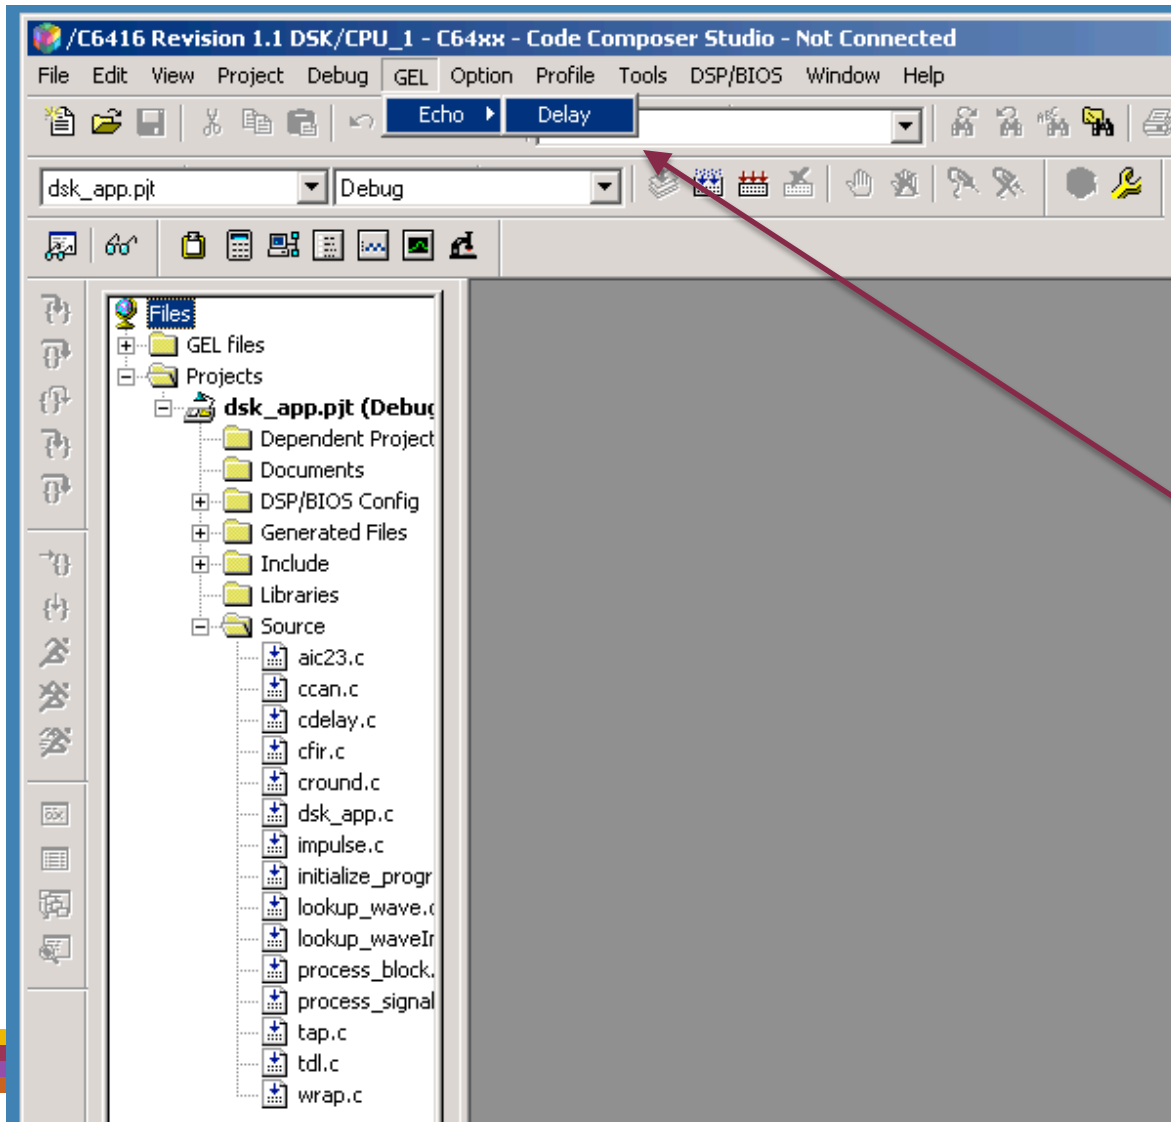 /C6416 Revision 1.1 DSK/CPU_1 - C64xx - Code Composer Studio - Not Connected
File Edit View Project Debug GEL Option Profile Tools DSP/BIOS Window Help
Echo Delay
dsk_app.pjt Debug
Files
GEL files
Projects
dsk_app.pjt (Debug
Dependent Project
Documents
DSP/BIOS Config
Generated Files
Include
Libraries
Source
aic23.c
ccan.c
cdelay.c
cfir.c
cround.c
dsk_app.c
impulse.c
initialize_progr
lookup_wave.c
lookup_waveIr
process_block.
process_signal
tap.c
tdl.c
wrap.c